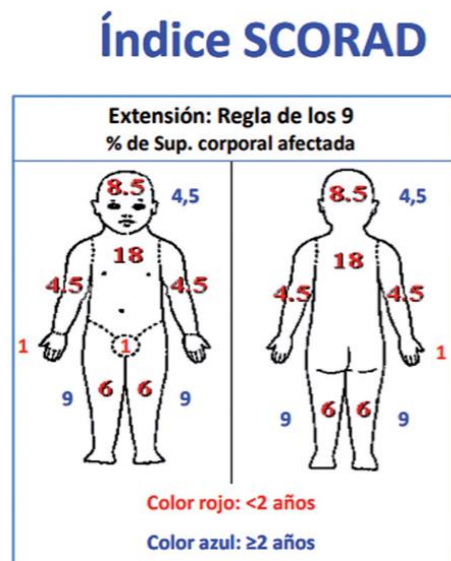 Índice SCORAD
Extensión: Regla de los 9
% de Sup. corporal afectada
8.5 4,5
18
4.5 4.5
1 1
6 6
9 9
8.5 4,5
18
4.5 4.5
1
6 6
9 9
Color rojo: <2 años
Color azul: ≥2 años